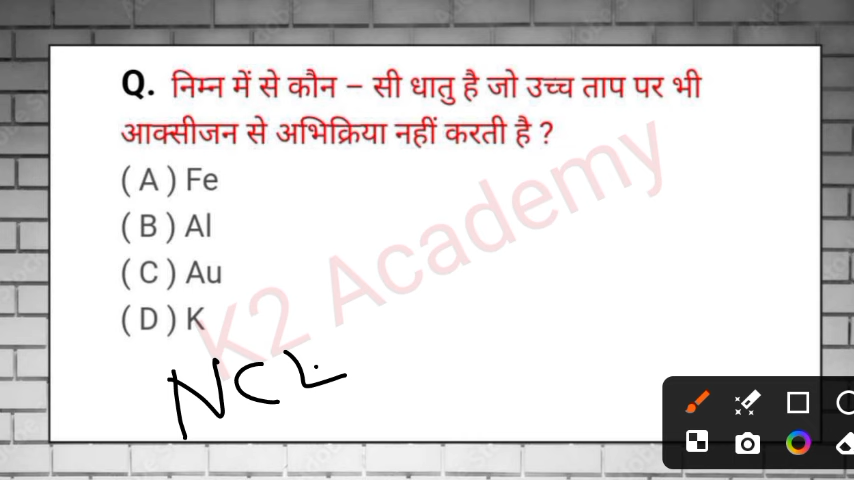 Q. निम्न में से कौन – सी धातु है जो उच्च ताप पर भी
आक्सीजन से अभिक्रिया नहीं करती है ?
( A ) Fe
( B ) Al
( C ) Au
( D ) K
K2 Academy